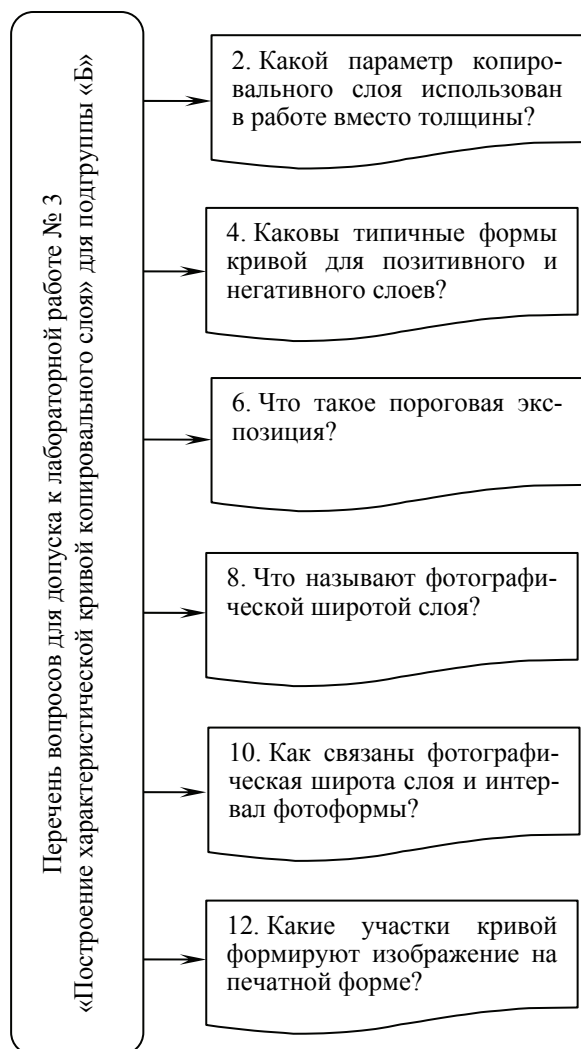 Перечень вопросов для допуска к лабораторной работе № 3
«Построение характеристической кривой копировального слоя» для подгруппы «Б»
2. Какой параметр копиро-
вального слоя использован
в работе вместо толщины?
4. Каковы типичные формы
кривой для позитивного и
негативного слоев?
6. Что такое пороговая экс-
позиция?
8. Что называют фотографи-
ческой широтой слоя?
10. Как связаны фотографи-
ческая широта слоя и интер-
вал фотоформы?
12. Какие участки кривой
формируют изображение на
печатной форме?